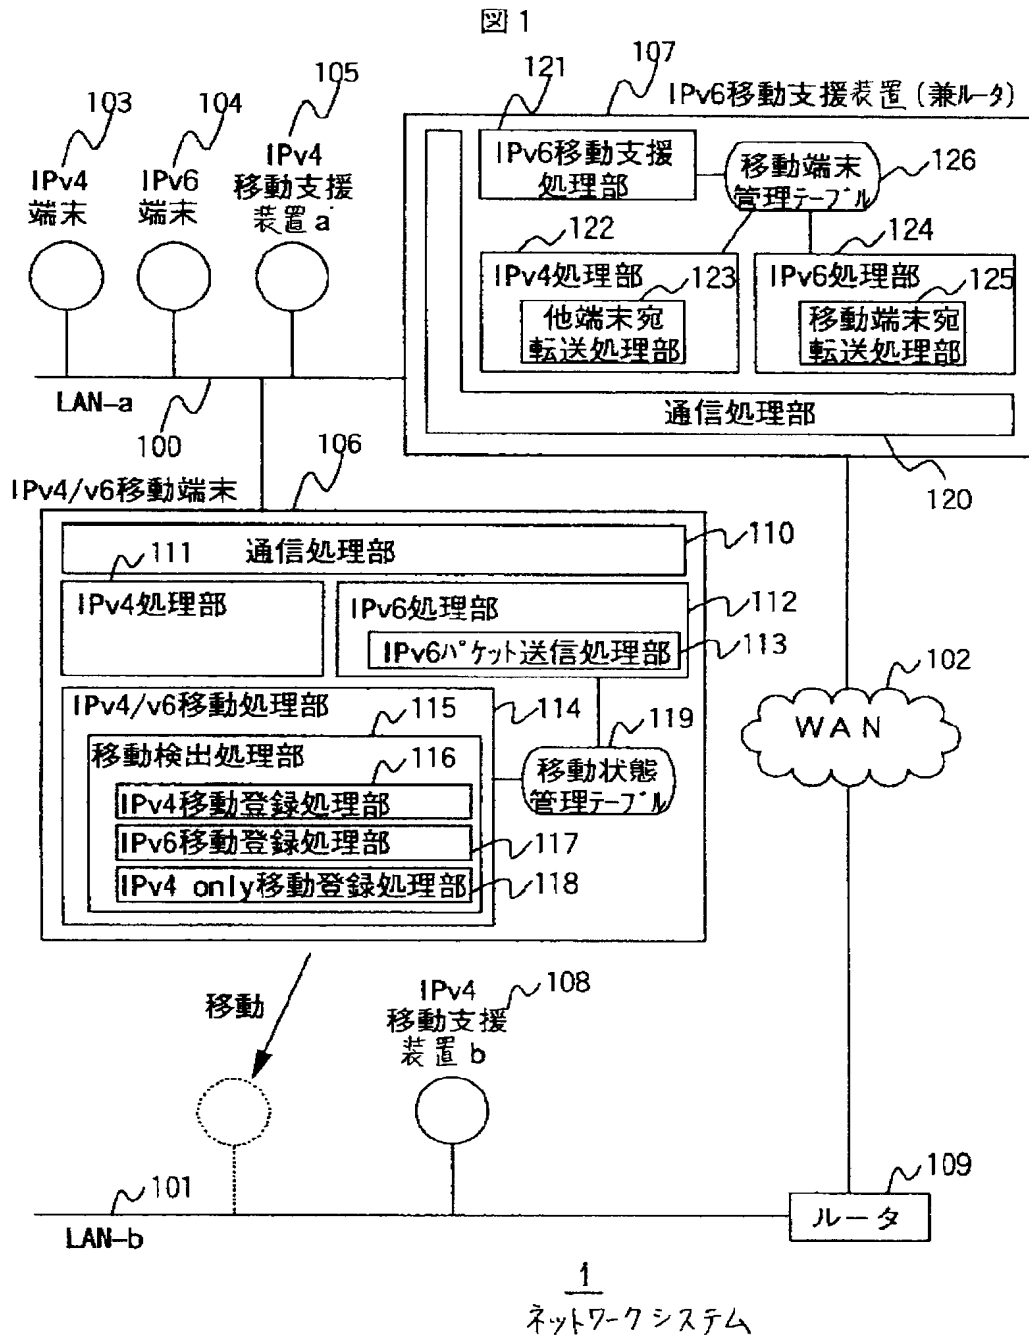 図1
107
IPv6移動支援装置(兼ルータ)
121
IPv6移動支援
処理部
移動端末
管理テーブル
126
122
IPv4処理部
123
他端末宛
転送処理部
124
IPv6処理部
125
移動端末宛
転送処理部
通信処理部
120
103
IPv4
端末
104
IPv6
端末
105
IPv4
移動支援
装置a
LAN-a
100
106
IPv4/v6移動端末
通信処理部
110
111
IPv4処理部
IPv6処理部
112
IPv6パケット送信処理部
113
IPv4/v6移動処理部
114
115
移動検出処理部
116
IPv4移動登録処理部
IPv6移動登録処理部
117
IPv4 only移動登録処理部
118
119
移動状態
管理テーブル
102
WAN
移動
IPv4
移動支援
装置b
108
101
LAN-b
109
ルータ
1
ネットワークシステム